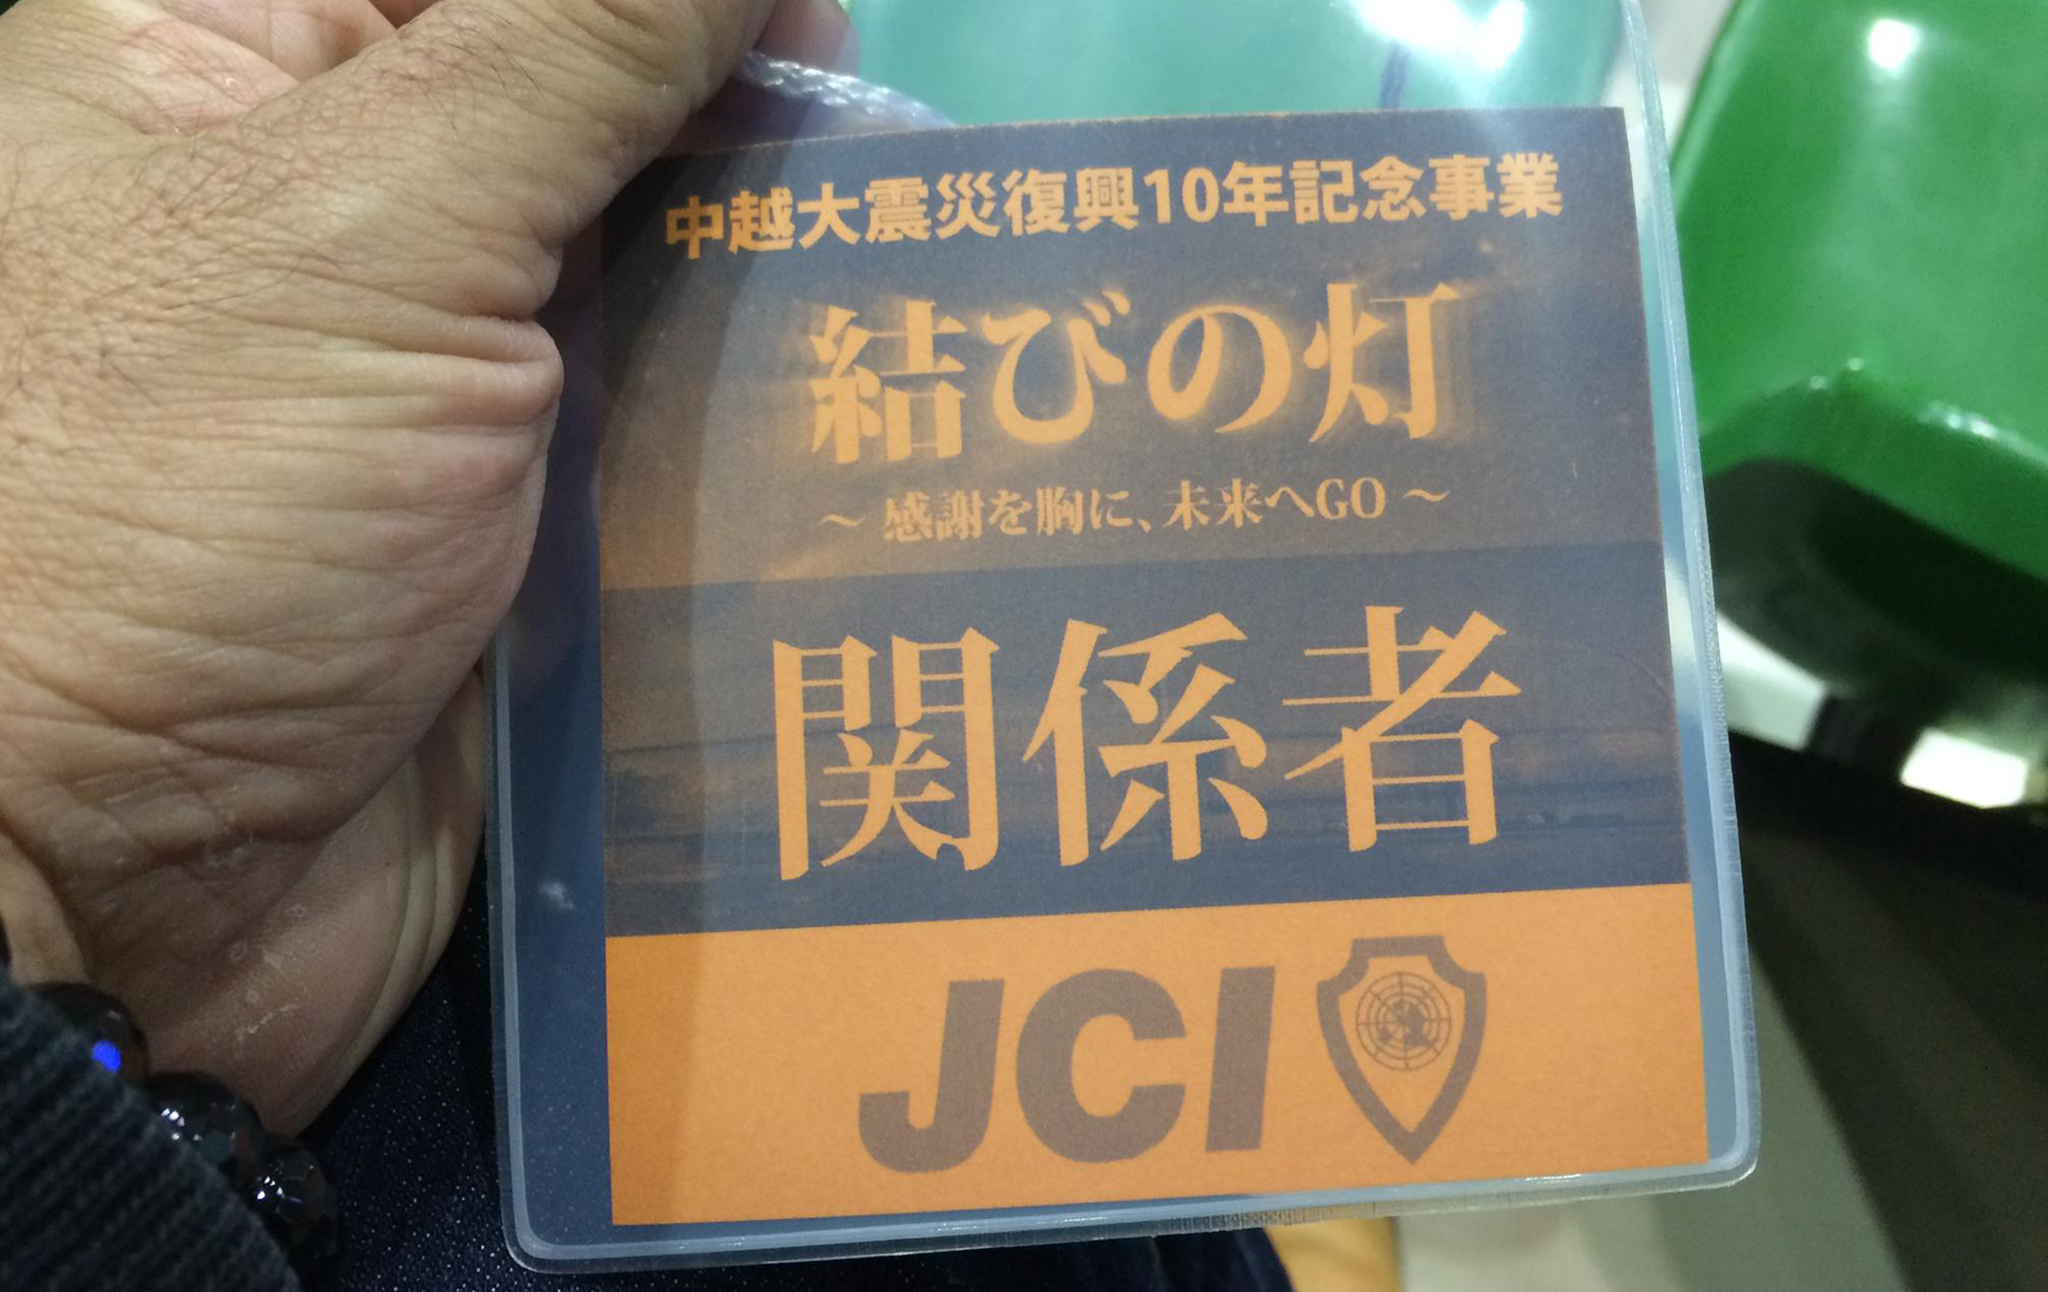 中越大震災復興10年記念事業
結びの灯
～ 感謝を胸に、未来へGO ～
関係者
JCI